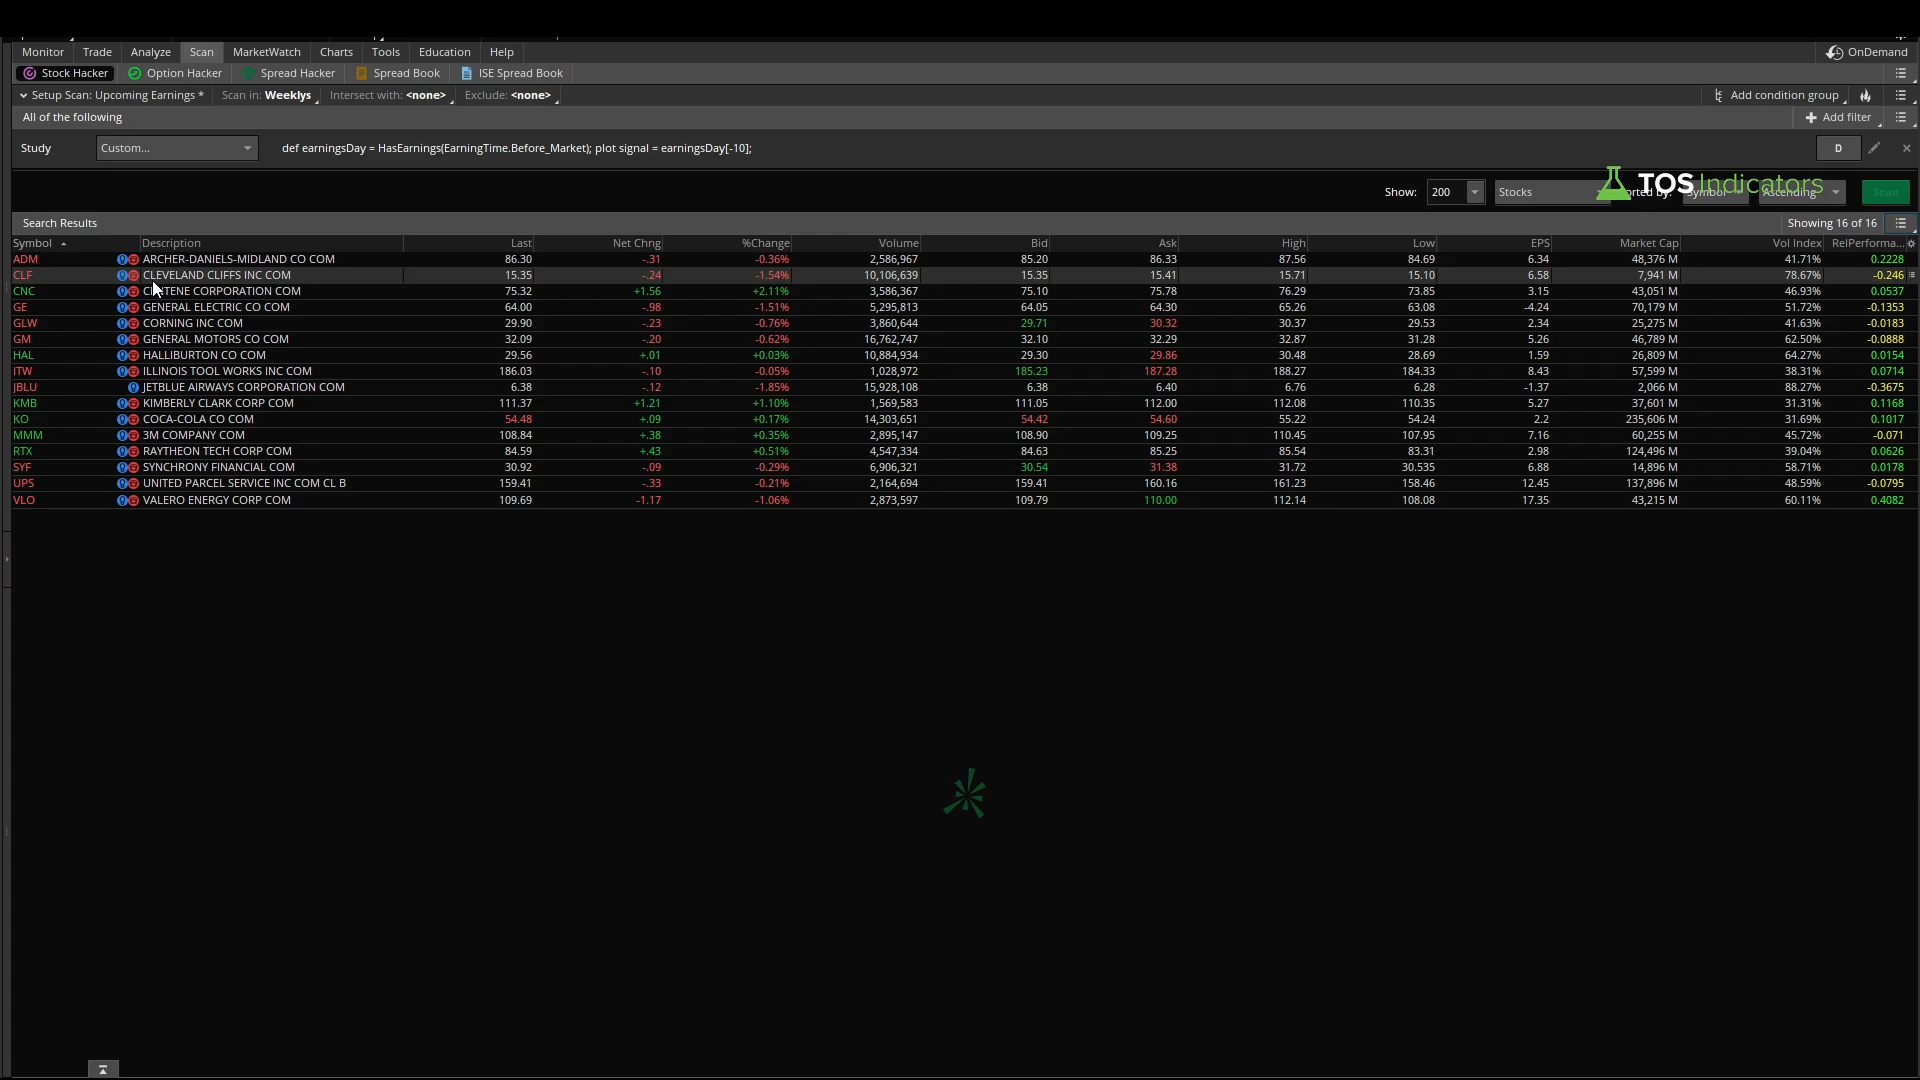 Monitor Trade Analyze Scan MarketWatch Charts Tools Education Help OnDemand
Stock Hacker Option Hacker Spread Hacker Spread Book ISE Spread Book
Setup Scan: Upcoming Earnings * Scan in: Weeklys Intersect with: <none> Exclude: <none> Add condition group
All of the following Add filter
Study Custom... def earningsDay = HasEarnings(EarningTime.Before_Market); plot signal = earningsDay[-10]; D
TOS Indicators
Show: 200 Stocks by: Symbol Ascending Scan
Search Results Showing 16 of 16
Symbol Description Last Net Chng %Change Volume Bid Ask High Low EPS Market Cap Vol Index RelPerforma...
ADM ARCHER-DANIELS-MIDLAND CO COM 86.30 -.31 -0.36% 2,586,967 85.20 86.33 87.56 84.69 6.34 48,376 M 41.71% 0.2228
CLF CLEVELAND CLIFFS INC COM 15.35 -.24 -1.54% 10,106,639 15.35 15.41 15.71 15.10 6.58 7,941 M 78.67% -0.246
CNC CENTENE CORPORATION COM 75.32 +1.56 +2.11% 3,586,367 75.10 75.78 76.29 73.85 3.15 43,051 M 46.93% 0.0537
GE GENERAL ELECTRIC CO COM 64.00 -.98 -1.51% 5,295,813 64.05 64.30 65.26 63.08 -4.24 70,179 M 51.72% -0.1353
GLW CORNING INC COM 29.90 -.23 -0.76% 3,860,644 29.71 30.32 30.37 29.53 2.34 25,275 M 41.63% -0.0183
GM GENERAL MOTORS CO COM 32.09 -.20 -0.62% 16,762,747 32.10 32.29 32.87 31.28 5.26 46,789 M 62.50% -0.0888
HAL HALLIBURTON CO COM 29.56 +.01 +0.03% 10,884,934 29.30 29.86 30.48 28.69 1.59 26,809 M 64.27% 0.0154
ITW ILLINOIS TOOL WORKS INC COM 186.03 -.10 -0.05% 1,028,972 185.23 187.28 188.27 184.33 8.43 57,599 M 38.31% 0.0714
JBLU JETBLUE AIRWAYS CORPORATION COM 6.38 -.12 -1.85% 15,928,108 6.38 6.40 6.76 6.28 -1.37 2,066 M 88.27% -0.3675
KMB KIMBERLY CLARK CORP COM 111.37 +1.21 +1.10% 1,569,583 111.05 112.00 112.08 110.35 5.27 37,601 M 31.31% 0.1168
KO COCA-COLA CO COM 54.48 +.09 +0.17% 14,303,651 54.42 54.60 55.22 54.24 2.2 235,606 M 31.69% 0.1017
MMM 3M COMPANY COM 108.84 +.38 +0.35% 2,895,147 108.90 109.25 110.45 107.95 7.16 60,255 M 45.72% -0.071
RTX RAYTHEON TECH CORP COM 84.59 +.43 +0.51% 4,547,334 84.63 85.25 85.54 83.31 2.98 124,496 M 39.04% 0.0626
SYF SYNCHRONY FINANCIAL COM 30.92 -.09 -0.29% 6,906,321 30.54 31.38 31.72 30.535 6.88 14,896 M 58.71% 0.0178
UPS UNITED PARCEL SERVICE INC COM CL B 159.41 -.33 -0.21% 2,164,694 159.41 160.16 161.23 158.46 12.45 137,896 M 48.59% -0.0795
VLO VALERO ENERGY CORP COM 109.69 -1.17 -1.06% 2,873,597 109.79 110.00 112.14 108.08 17.35 43,215 M 60.11% 0.4082